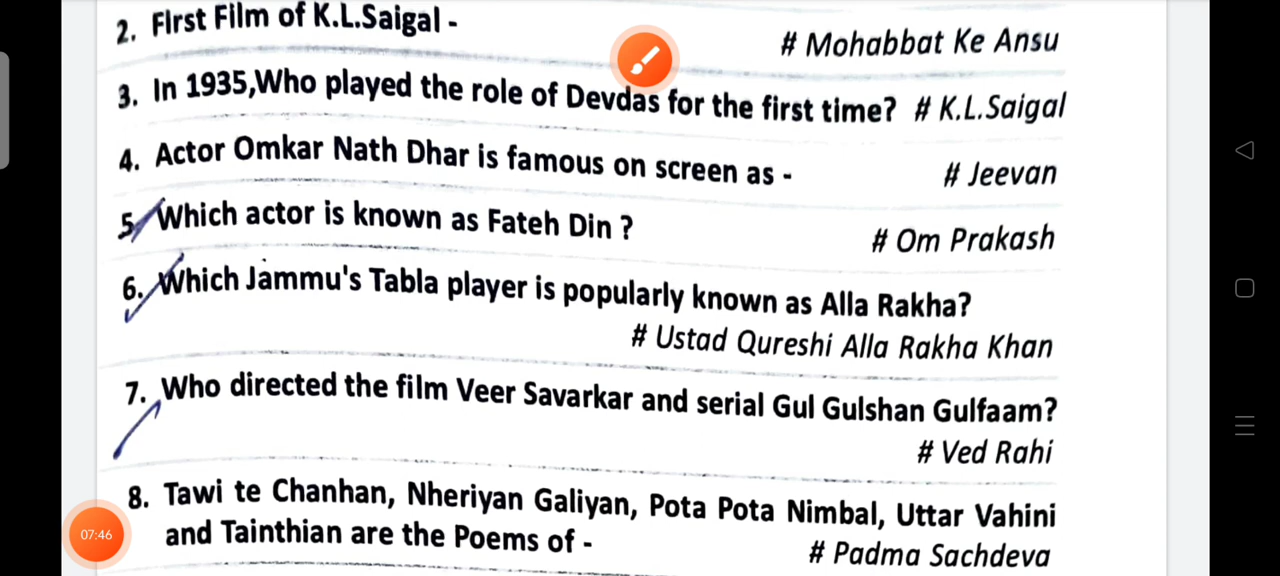 2. First Film of K.L.Saigal -
# Mohabbat Ke Ansu
3. In 1935,Who played the role of Devdas for the first time? # K.L.Saigal
4. Actor Omkar Nath Dhar is famous on screen as -
# Jeevan
5. Which actor is known as Fateh Din ?
# Om Prakash
6. Which Jammu's Tabla player is popularly known as Alla Rakha?
# Ustad Qureshi Alla Rakha Khan
7. Who directed the film Veer Savarkar and serial Gul Gulshan Gulfaam?
# Ved Rahi
8. Tawi te Chanhan, Nheriyan Galiyan, Pota Pota Nimbal, Uttar Vahini
and Tainthian are the Poems of -
# Padma Sachdeva
07:46